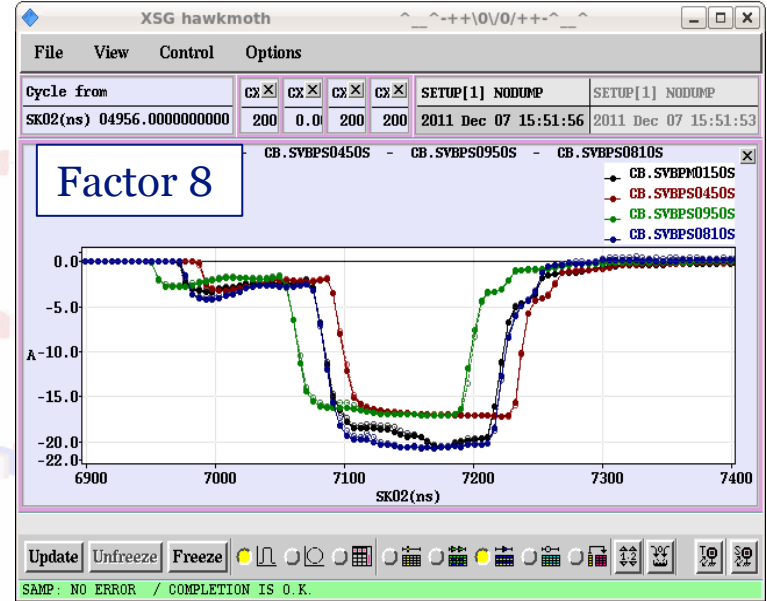 XSG hawkmoth ^__^-++\0\/0/++-^__^
File View Control Options
Cycle from
SK02(ns) 04956.0000000000
CX CX CX CX
200 0.0 200 200
SETUP[1] NODUMP
2011 Dec 07 15:51:56
SETUP[1] NODUMP
2011 Dec 07 15:51:53
Factor 8
- CB.SVBPS0450S - CB.SVBPS0950S - CB.SVBPS0810S
CB.SVBPM0150S
CB.SVBPS0450S
CB.SVBPS0950S
CB.SVBPS0810S
0.0
-5.0
A -10.0
-15.0
-20.0
-22.0
6900 7000 7100 7200 7300 7400
SK02(ns)
Update Unfreeze Freeze
SAMP: NO ERROR / COMPLETION IS O.K.